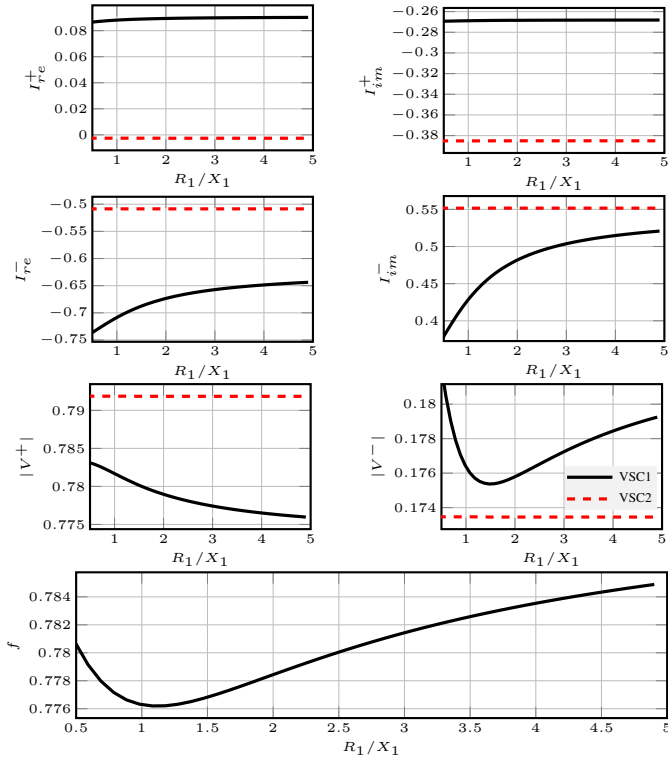 0.08
0.06
0.04
0.02
0
I_re^+
1 2 3 4 5
R_1/X_1
−0.26
−0.28
−0.3
−0.32
−0.34
−0.36
−0.38
I_im^+
1 2 3 4 5
R_1/X_1
−0.5
−0.55
−0.6
−0.65
−0.7
−0.75
I_re^−
1 2 3 4 5
R_1/X_1
0.55
0.5
0.45
0.4
I_im^−
1 2 3 4 5
R_1/X_1
0.79
0.785
0.78
0.775
|V^+|
1 2 3 4 5
R_1/X_1
0.18
0.178
0.176
0.174
|V^−|
VSC1
VSC2
1 2 3 4 5
R_1/X_1
0.784
0.782
0.78
0.778
0.776
f
0.5 1 1.5 2 2.5 3 3.5 4 4.5 5
R_1/X_1